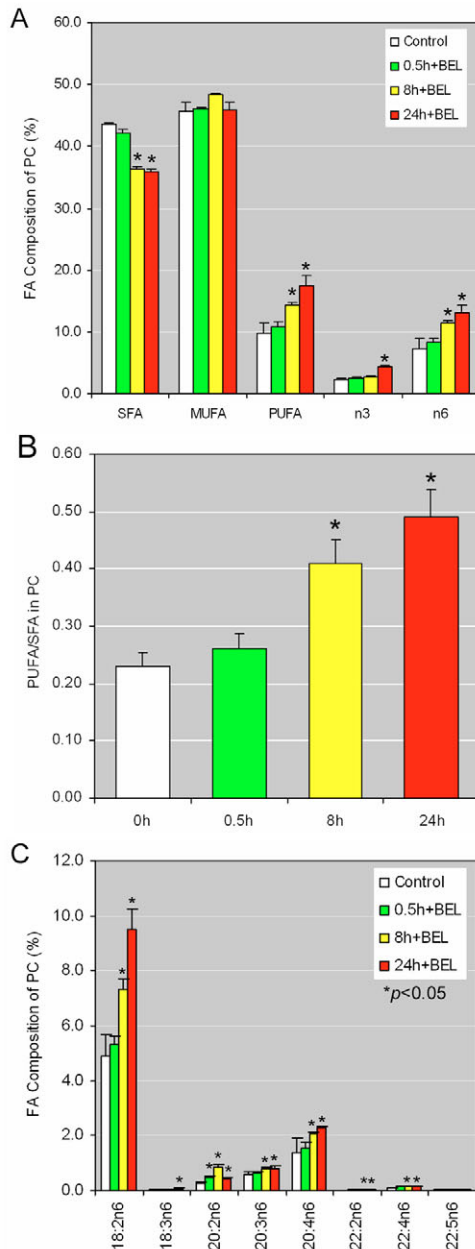 A
FA Composition of PC (%)
60.0
50.0
40.0
30.0
20.0
10.0
0.0
Control
0.5h+BEL
8h+BEL
24h+BEL
* *
* *
*
* *
SFA MUFA PUFA n3 n6
B
PUFA/SFA in PC
0.60
0.50
0.40
0.30
0.20
0.10
0.00
* *
0h 0.5h 8h 24h
C
FA Composition of PC (%)
12.0
10.0
8.0
6.0
4.0
2.0
0.0
Control
0.5h+BEL
8h+BEL
24h+BEL
*p<0.05
* *
*
* * *
* *
* *
**
* *
18:2n6 18:3n6 20:2n6 20:3n6 20:4n6 22:2n6 22:4n6 22:5n6